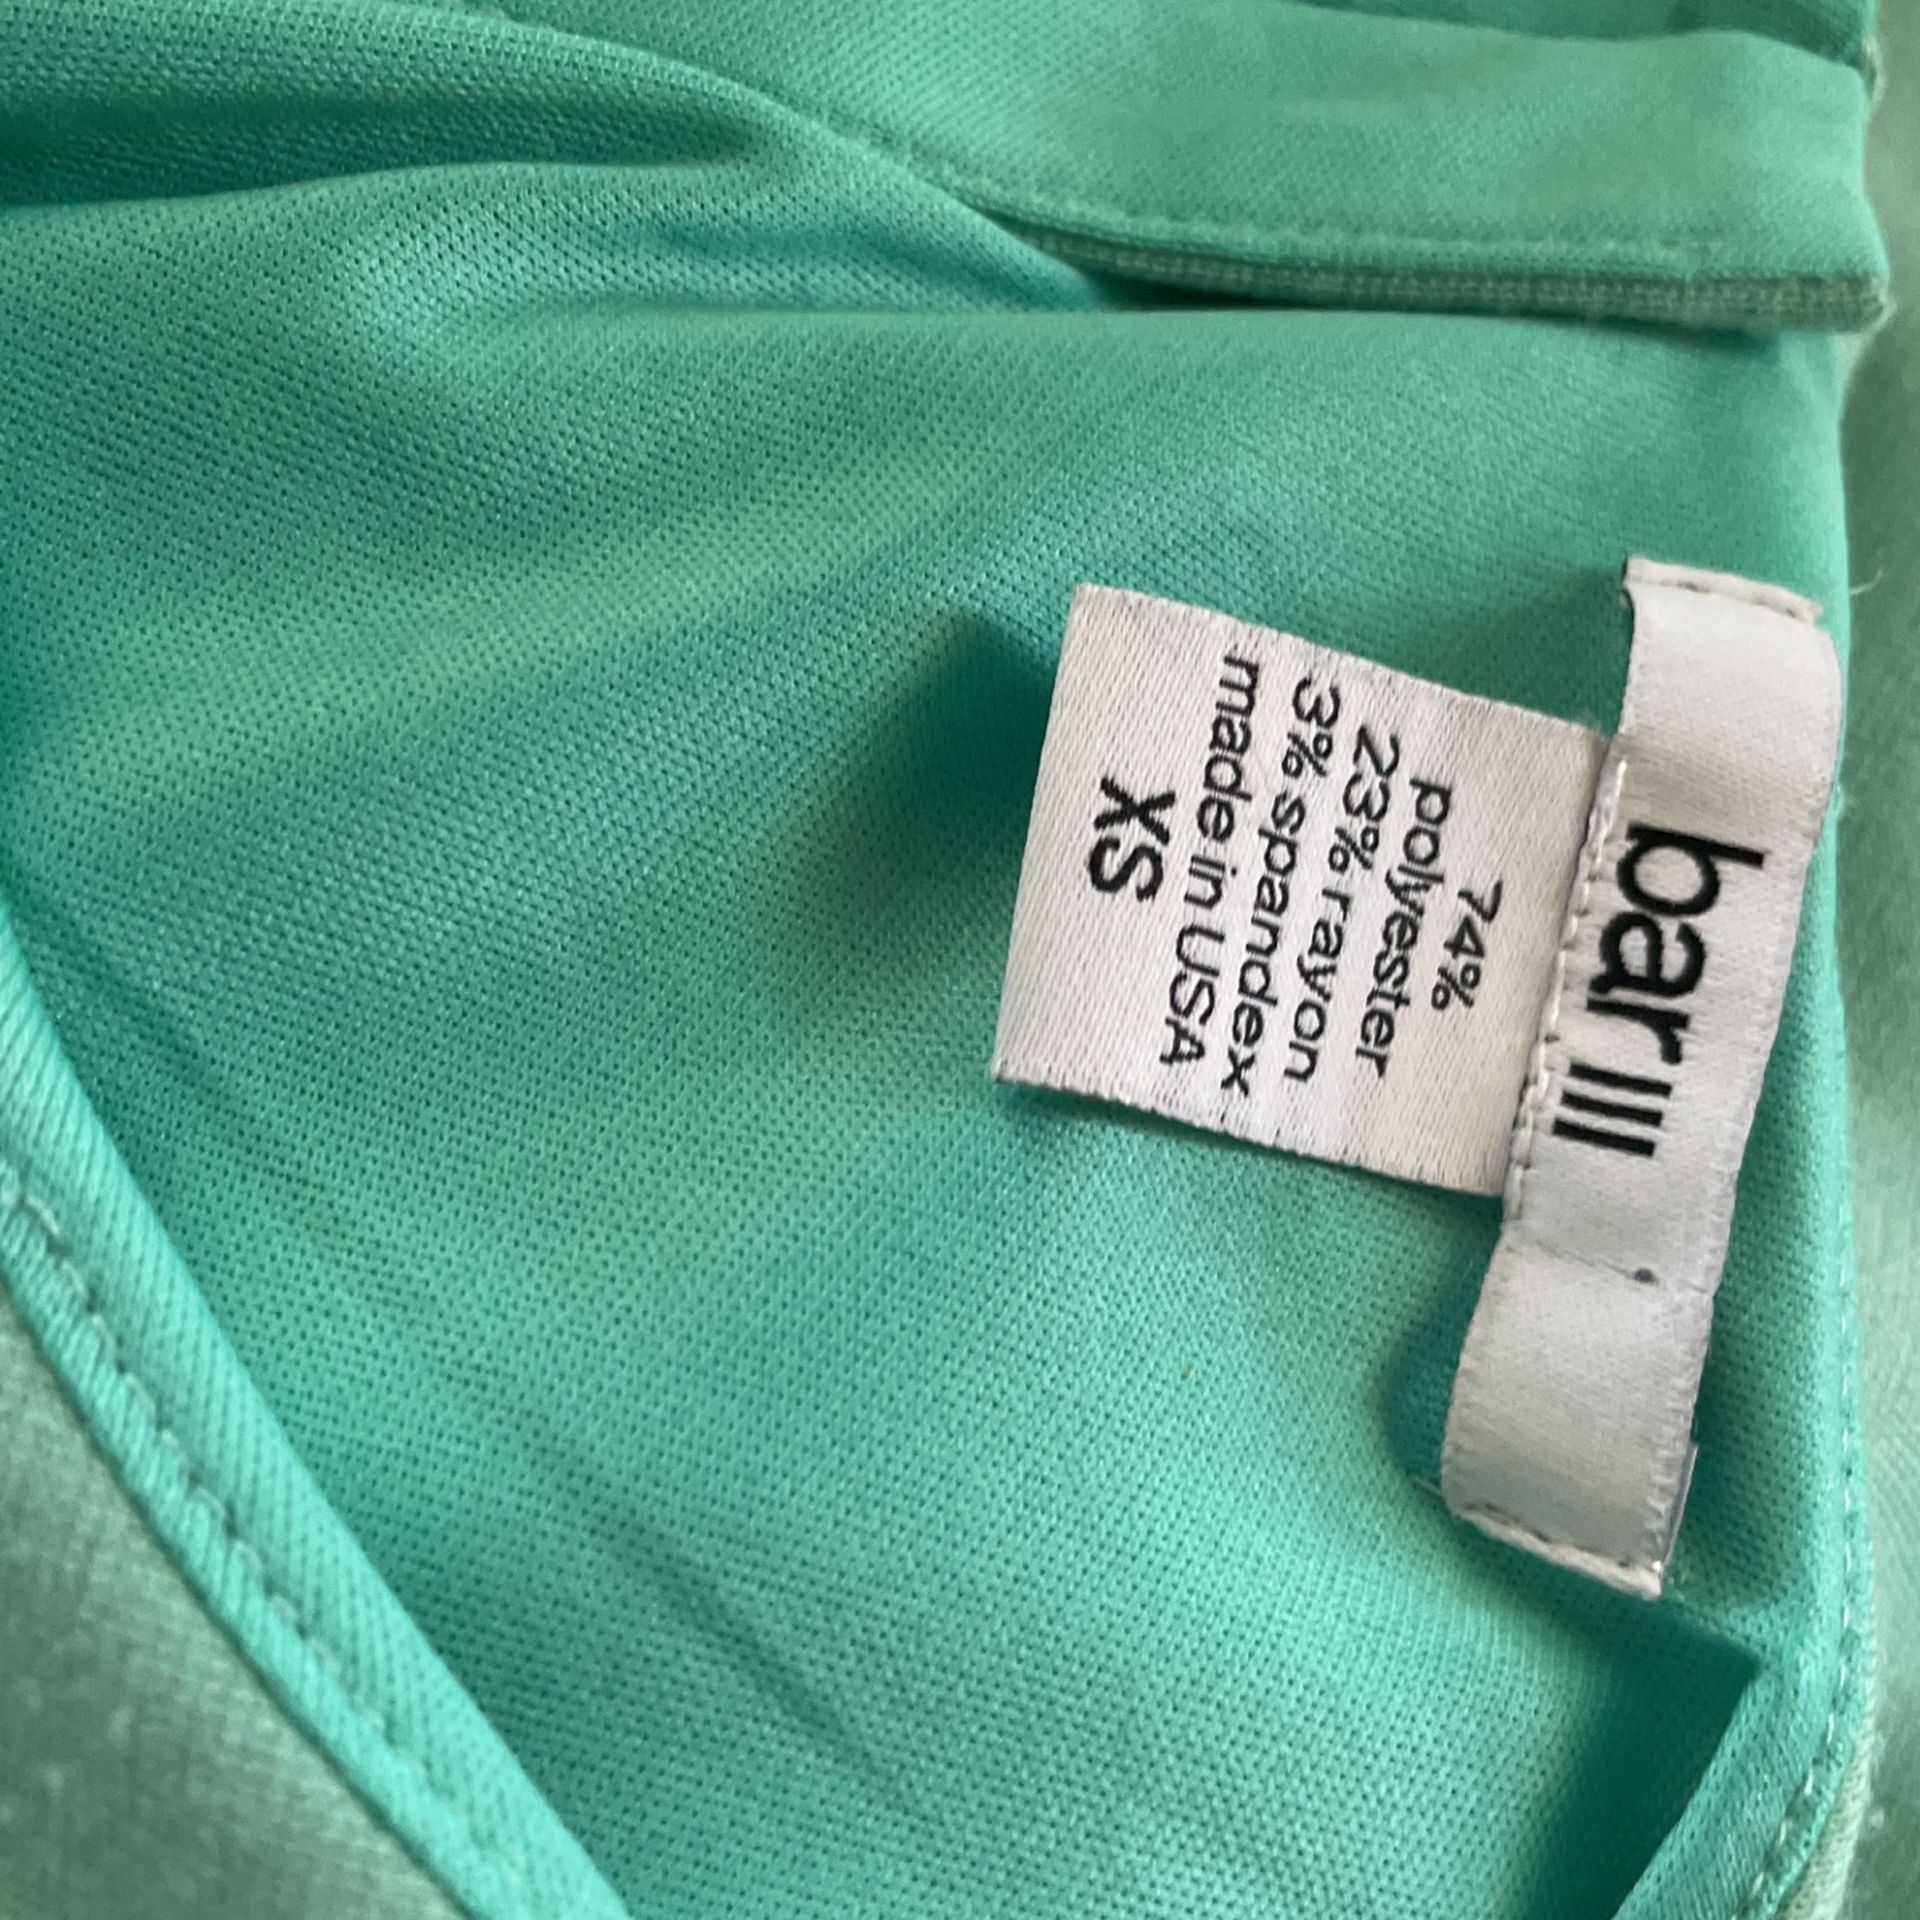 bar III
74%
polyester
23% rayon
3% spandex
made in USA
XS